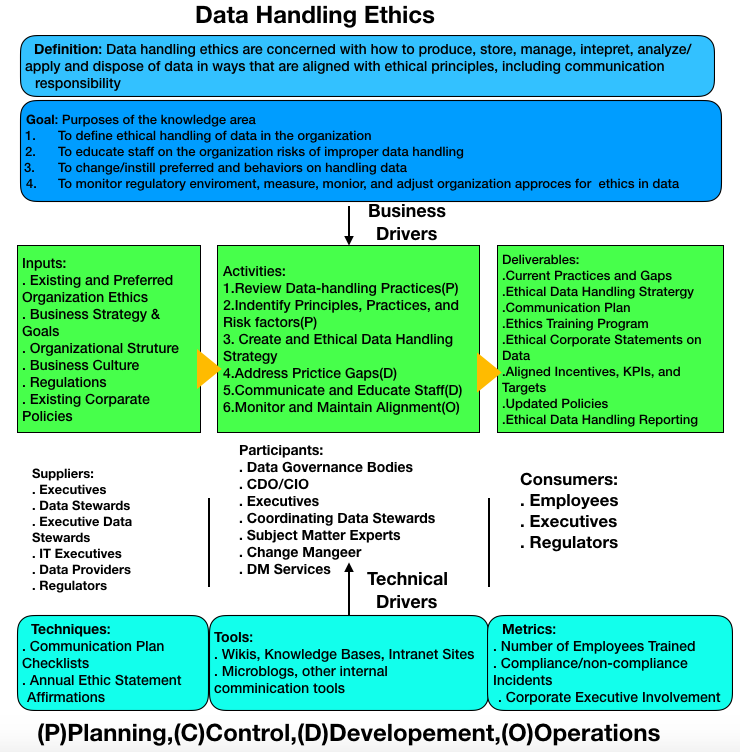 Data Handling Ethics
Definition: Data handling ethics are concerned with how to produce, store, manage, intepret, analyze/
apply and dispose of data in ways that are aligned with ethical principles, including communication
responsibility
Goal: Purposes of the knowledge area
1. To define ethical handling of data in the organization
2. To educate staff on the organization risks of improper data handling
3. To change/instill preferred and behaviors on handling data
4. To monitor regulatory enviroment, measure, monior, and adjust organization approces for ethics in data
Business
Drivers
Inputs:
. Existing and Preferred
Organization Ethics
. Business Strategy &
Goals
. Organizational Struture
. Business Culture
. Regulations
. Existing Corparate
Policies
Activities:
1.Review Data-handling Practices(P)
2.Indentify Principles, Practices, and
Risk factors(P)
3. Create and Ethical Data Handling
Strategy
4.Address Prictice Gaps(D)
5.Communicate and Educate Staff(D)
6.Monitor and Maintain Alignment(O)
Deliverables:
.Current Practices and Gaps
.Ethical Data Handling Stratergy
.Communication Plan
.Ethics Training Program
.Ethical Corporate Statements on
Data
.Aligned Incentives, KPIs, and
Targets
.Updated Policies
.Ethical Data Handling Reporting
Suppliers:
. Executives
. Data Stewards
. Executive Data
Stewards
. IT Executives
. Data Providers
. Regulators
Participants:
. Data Governance Bodies
. CDO/CIO
. Executives
. Coordinating Data Stewards
. Subject Matter Experts
. Change Mangeer
. DM Services
Consumers:
. Employees
. Executives
. Regulators
Technical
Drivers
Techniques:
. Communication Plan
Checklists
. Annual Ethic Statement
Affirmations
Tools:
. Wikis, Knowledge Bases, Intranet Sites
. Microblogs, other internal
comminication tools
Metrics:
. Number of Employees Trained
. Compliance/non-compliance
Incidents
. Corporate Executive Involvement
(P)Planning,(C)Control,(D)Developement,(O)Operations